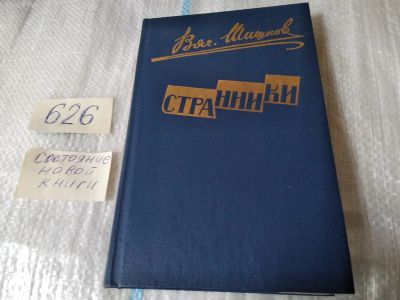 Вяч. Шишков
СТРАННИКИ
626
Состояние
новой
книги